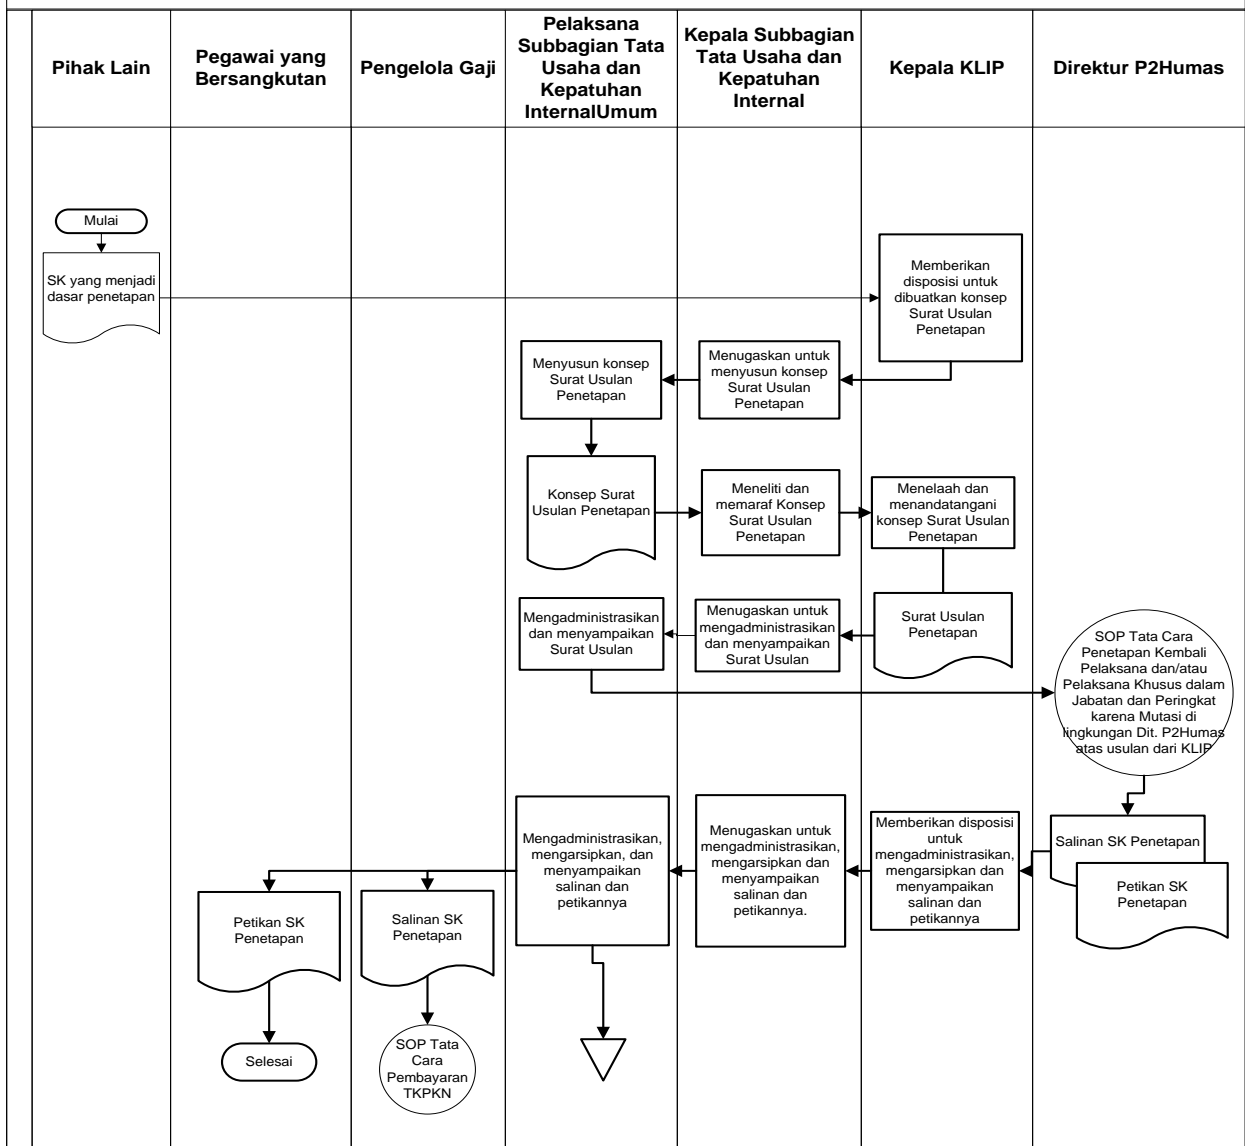 Pihak Lain
Pegawai yang
Bersangkutan
Pengelola Gaji
Pelaksana
Subbagian Tata
Usaha dan
Kepatuhan
InternalUmum
Kepala Subbagian
Tata Usaha dan
Kepatuhan
Internal
Kepala KLIP
Direktur P2Humas
Mulai
SK yang menjadi
dasar penetapan
Memberikan
disposisi untuk
dibuatkan konsep
Surat Usulan
Penetapan
Menugaskan untuk
menyusun konsep
Surat Usulan
Penetapan
Menyusun konsep
Surat Usulan
Penetapan
Konsep Surat
Usulan Penetapan
Meneliti dan
memaraf Konsep
Surat Usulan
Penetapan
Menelaah dan
menandatangani
konsep Surat Usulan
Penetapan
Surat Usulan
Penetapan
Menugaskan untuk
mengadministrasikan
dan menyampaikan
Surat Usulan
Mengadministrasikan
dan menyampaikan
Surat Usulan
SOP Tata Cara
Penetapan Kembali
Pelaksana dan/atau
Pelaksana Khusus dalam
Jabatan dan Peringkat
karena Mutasi di
lingkungan Dit. P2Humas
atas usulan dari KLIP
Salinan SK Penetapan
Petikan SK
Penetapan
Memberikan disposisi
untuk
mengadministrasikan,
mengarsipkan dan
menyampaikan
salinan dan
petikannya
Menugaskan untuk
mengadministrasikan,
mengarsipkan dan
menyampaikan
salinan dan
petikannya.
Mengadministrasikan,
mengarsipkan, dan
menyampaikan
salinan dan
petikannya
Salinan SK
Penetapan
Petikan SK
Penetapan
Selesai
SOP Tata
Cara
Pembayaran
TKPKN